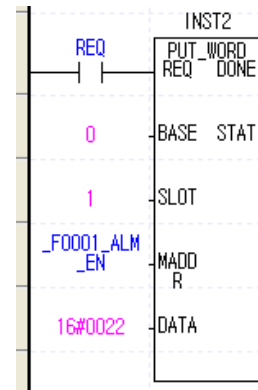 INST2
REQ
PUT_WORD
REQ DONE
0
BASE STAT
1
SLOT
_F0001_ALM
_EN
MADD
R
16#0022
DATA